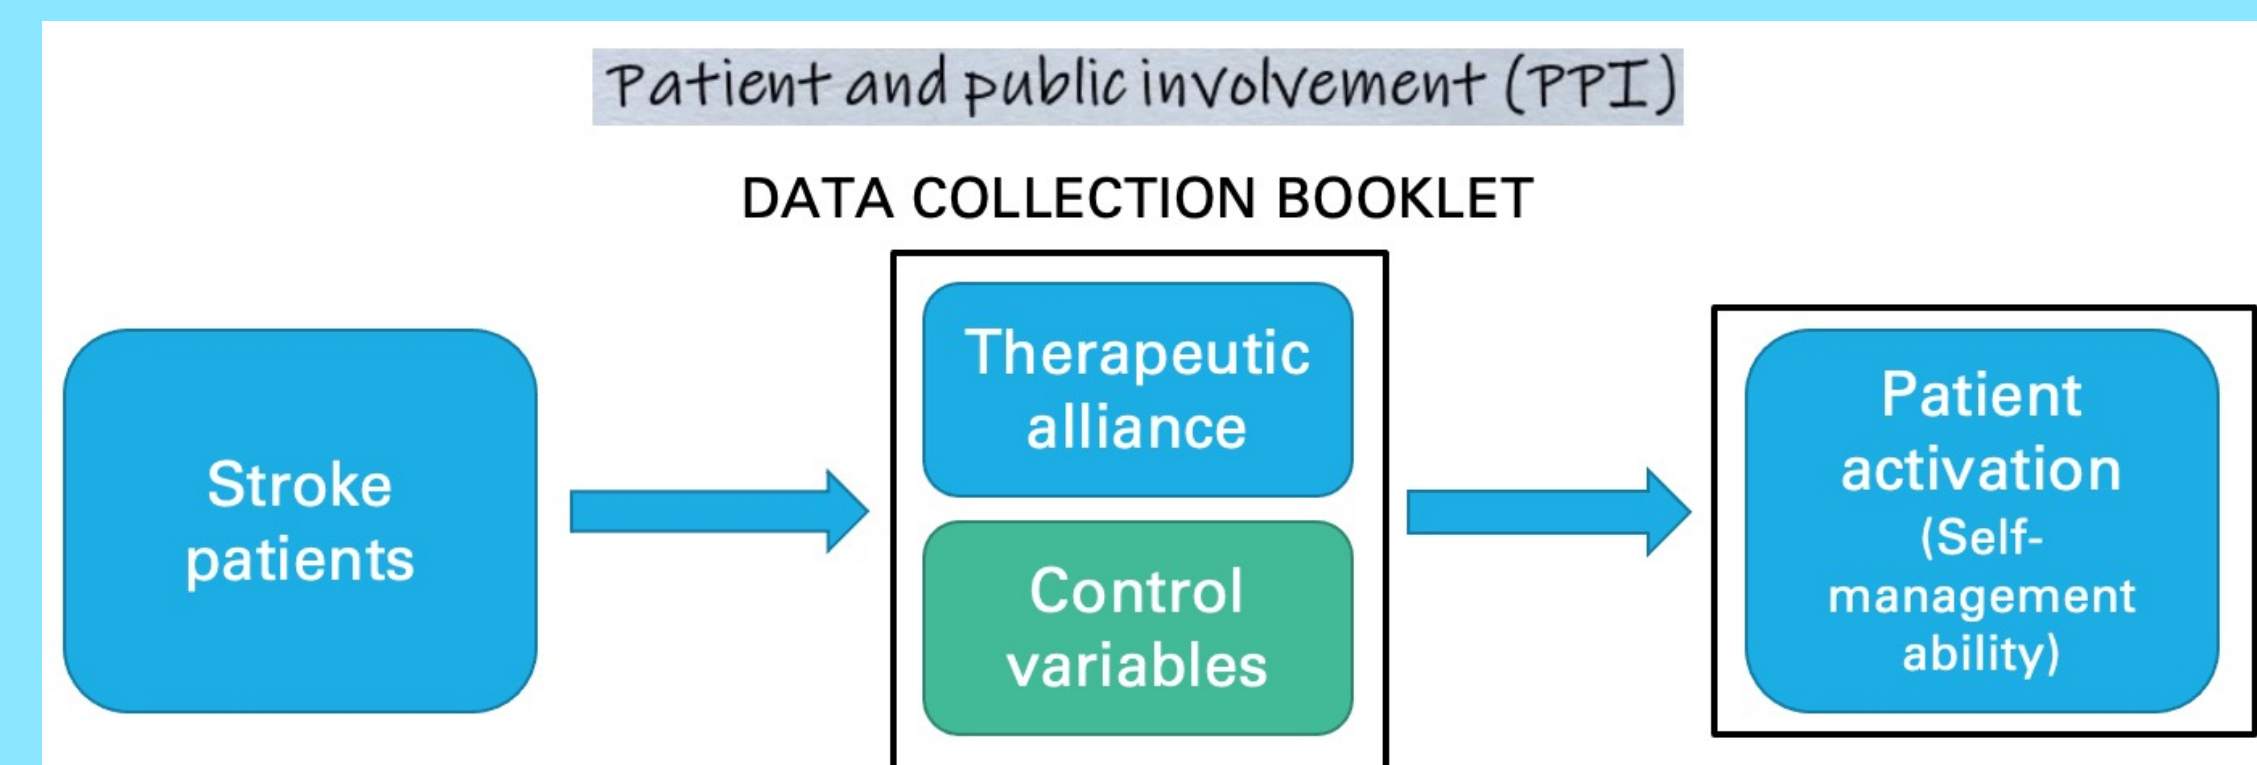 Patient and public involvement (PPI)
DATA COLLECTION BOOKLET
Stroke
patients
Therapeutic
alliance
Control
variables
Patient
activation
(Self-
management
ability)